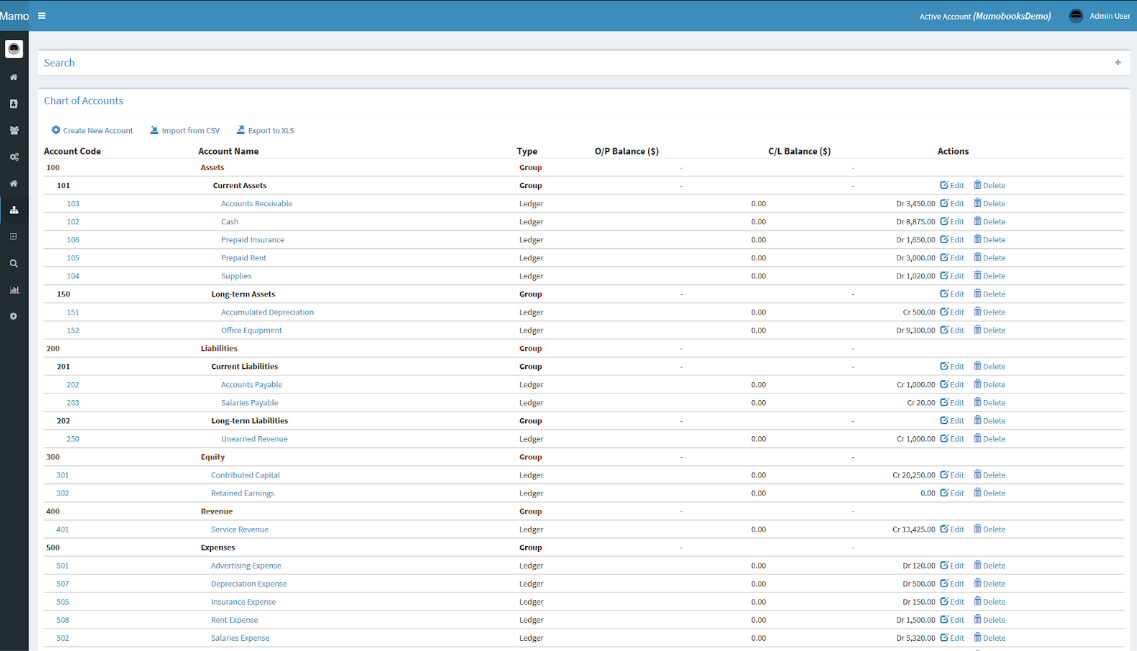 Mamo Active Account (MamobooksDemo) Admin User
Search
Chart of Accounts
Create New Account Import from CSV Export to XLS
Account Code Account Name Type O/P Balance ($) C/L Balance ($) Actions
100 Assets Group - -
101 Current Assets Group - - Edit Delete
103 Accounts Receivable Ledger 0.00 Dr 3,450.00 Edit Delete
102 Cash Ledger 0.00 Dr 8,875.00 Edit Delete
106 Prepaid Insurance Ledger 0.00 Dr 1,650.00 Edit Delete
105 Prepaid Rent Ledger 0.00 Dr 3,000.00 Edit Delete
104 Supplies Ledger 0.00 Dr 1,020.00 Edit Delete
150 Long-term Assets Group - - Edit Delete
151 Accumulated Depreciation Ledger 0.00 Cr 500.00 Edit Delete
152 Office Equipment Ledger 0.00 Dr 9,300.00 Edit Delete
200 Liabilities Group - -
201 Current Liabilities Group - - Edit Delete
202 Accounts Payable Ledger 0.00 Cr 1,000.00 Edit Delete
203 Salaries Payable Ledger 0.00 Cr 20.00 Edit Delete
202 Long-term Liabilities Group - - Edit Delete
250 Unearned Revenue Ledger 0.00 Cr 1,000.00 Edit Delete
300 Equity Group - -
301 Contributed Capital Ledger 0.00 Cr 20,250.00 Edit Delete
302 Retained Earnings Ledger 0.00 0.00 Edit Delete
400 Revenue Group - -
401 Service Revenue Ledger 0.00 Cr 13,425.00 Edit Delete
500 Expenses Group - -
501 Advertising Expense Ledger 0.00 Dr 120.00 Edit Delete
507 Depreciation Expense Ledger 0.00 Dr 500.00 Edit Delete
505 Insurance Expense Ledger 0.00 Dr 150.00 Edit Delete
508 Rent Expense Ledger 0.00 Dr 1,500.00 Edit Delete
502 Salaries Expense Ledger 0.00 Dr 5,320.00 Edit Delete